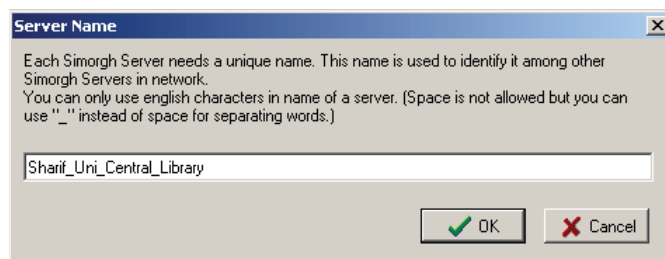 Server Name
Each Simorgh Server needs a unique name. This name is used to identify it among other
Simorgh Servers in network.
You can only use english characters in name of a server. (Space is not allowed but you can
use "_" instead of space for separating words.)
Sharif_Uni_Central_Library
OK Cancel